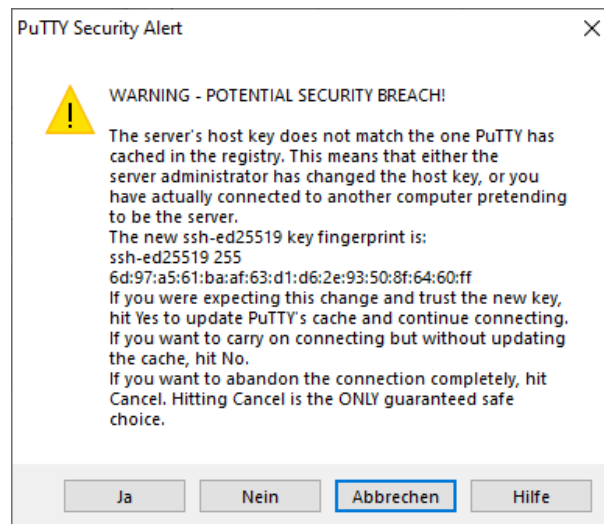 PuTTY Security Alert
WARNING - POTENTIAL SECURITY BREACH!
The server's host key does not match the one PuTTY has
cached in the registry. This means that either the
server administrator has changed the host key, or you
have actually connected to another computer pretending
to be the server.
The new ssh-ed25519 key fingerprint is:
ssh-ed25519 255
6d:97:a5:61:ba:af:63:d1:d6:2e:93:50:8f:64:60:ff
If you were expecting this change and trust the new key,
hit Yes to update PuTTY's cache and continue connecting.
If you want to carry on connecting but without updating
the cache, hit No.
If you want to abandon the connection completely, hit
Cancel. Hitting Cancel is the ONLY guaranteed safe
choice.
Ja Nein Abbrechen Hilfe